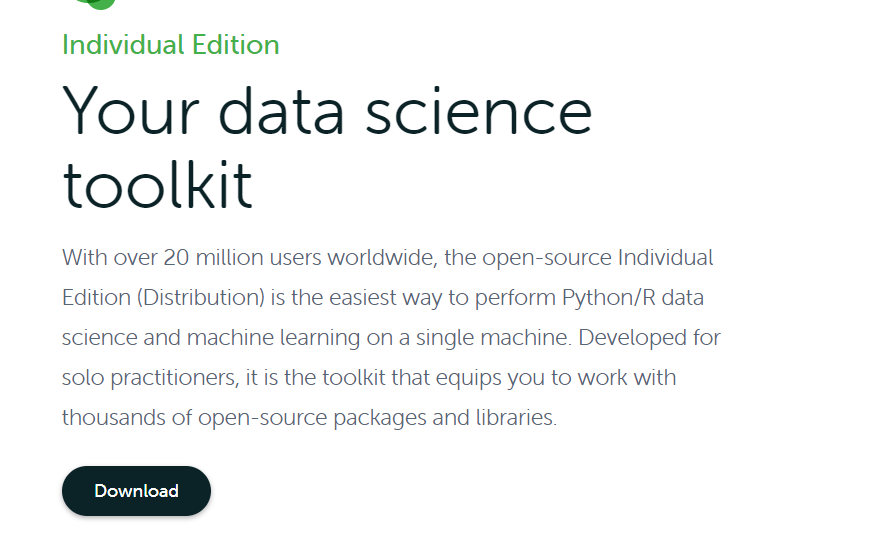 Individual Edition
Your data science
toolkit
With over 20 million users worldwide, the open-source Individual
Edition (Distribution) is the easiest way to perform Python/R data
science and machine learning on a single machine. Developed for
solo practitioners, it is the toolkit that equips you to work with
thousands of open-source packages and libraries.
Download